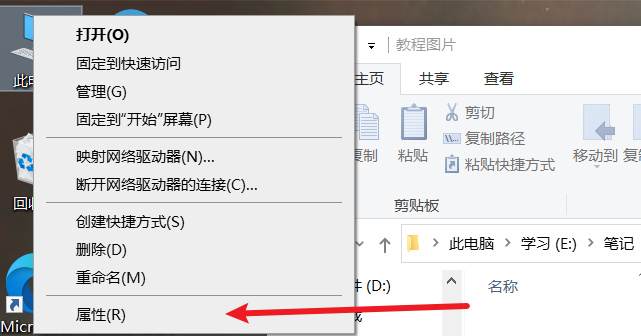 打开(O)
固定到快速访问
管理(G)
固定到“开始”屏幕(P)
映射网络驱动器(N)...
断开网络驱动器的连接(C)...
创建快捷方式(S)
删除(D)
重命名(M)
属性(R)
此电
回收
Micro
教程图片
主页
共享
查看
复制
粘贴
剪切
复制路径
粘贴快捷方式
移动到
复制
剪贴板
此电脑
学习 (E:)
笔记
件 (D:)
名称